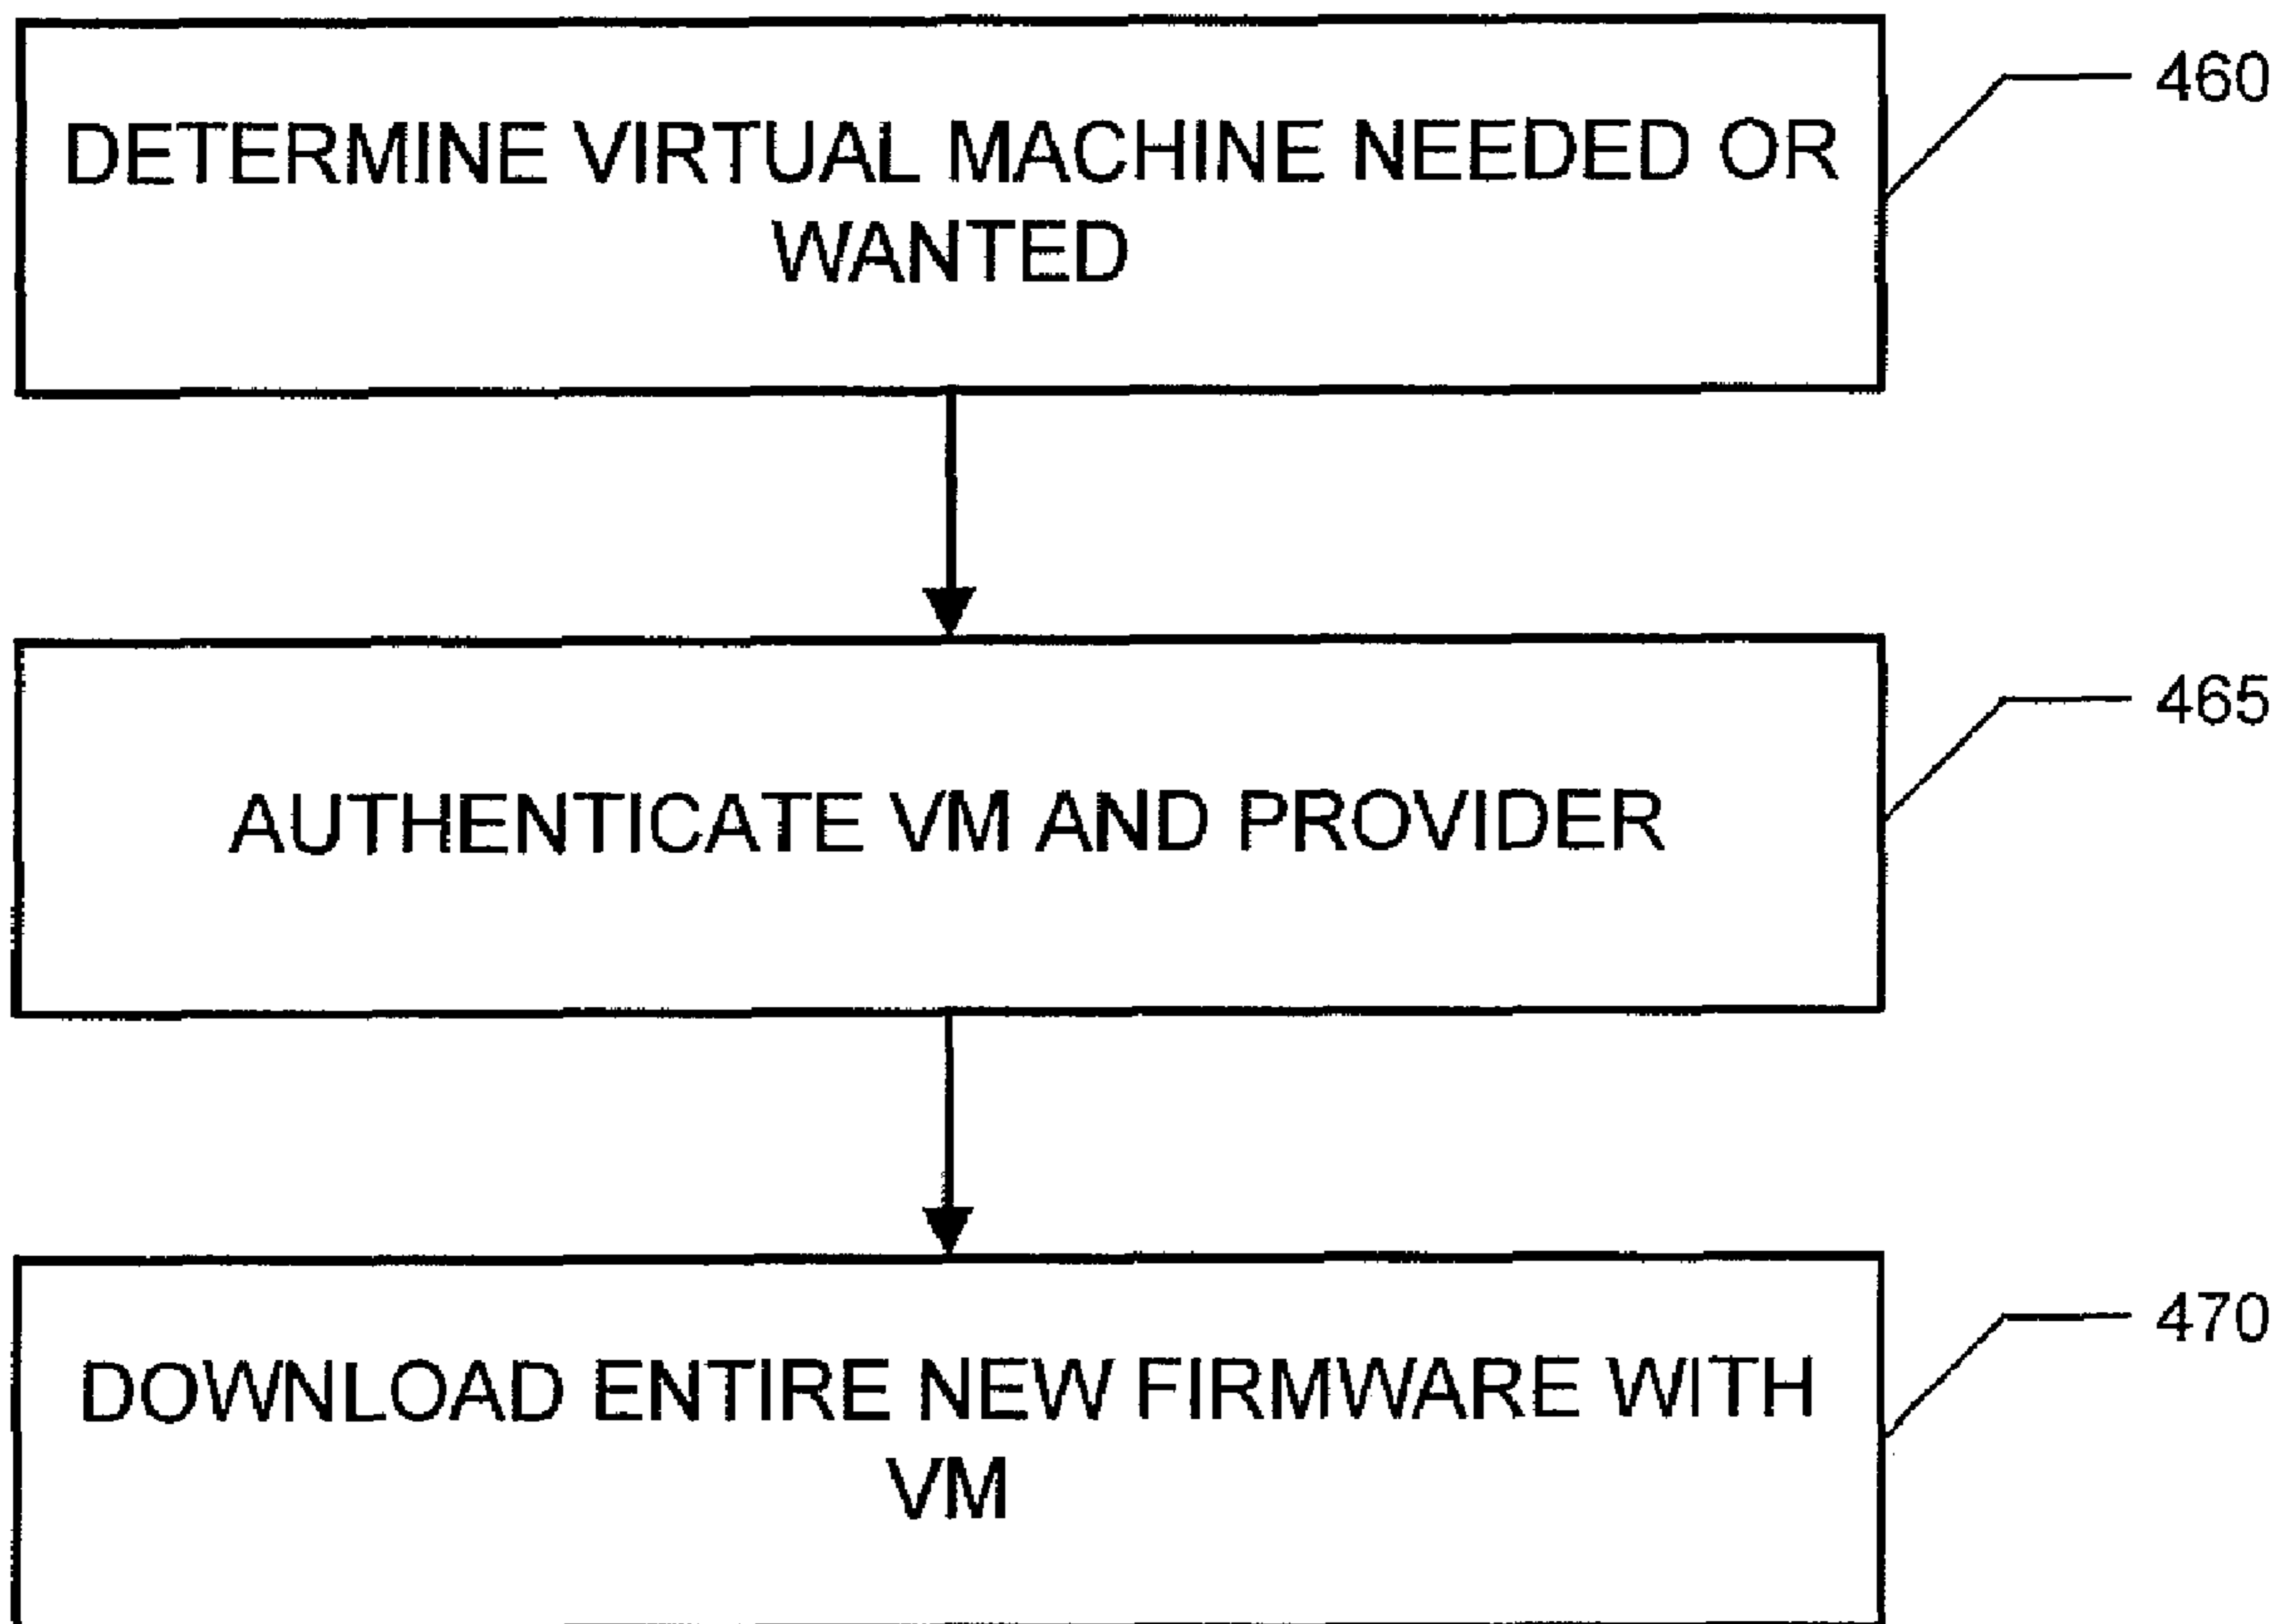 460
DETERMINE VIRTUAL MACHINE NEEDED OR
WANTED
465
AUTHENTICATE VM AND PROVIDER
470
DOWNLOAD ENTIRE NEW FIRMWARE WITH
VM